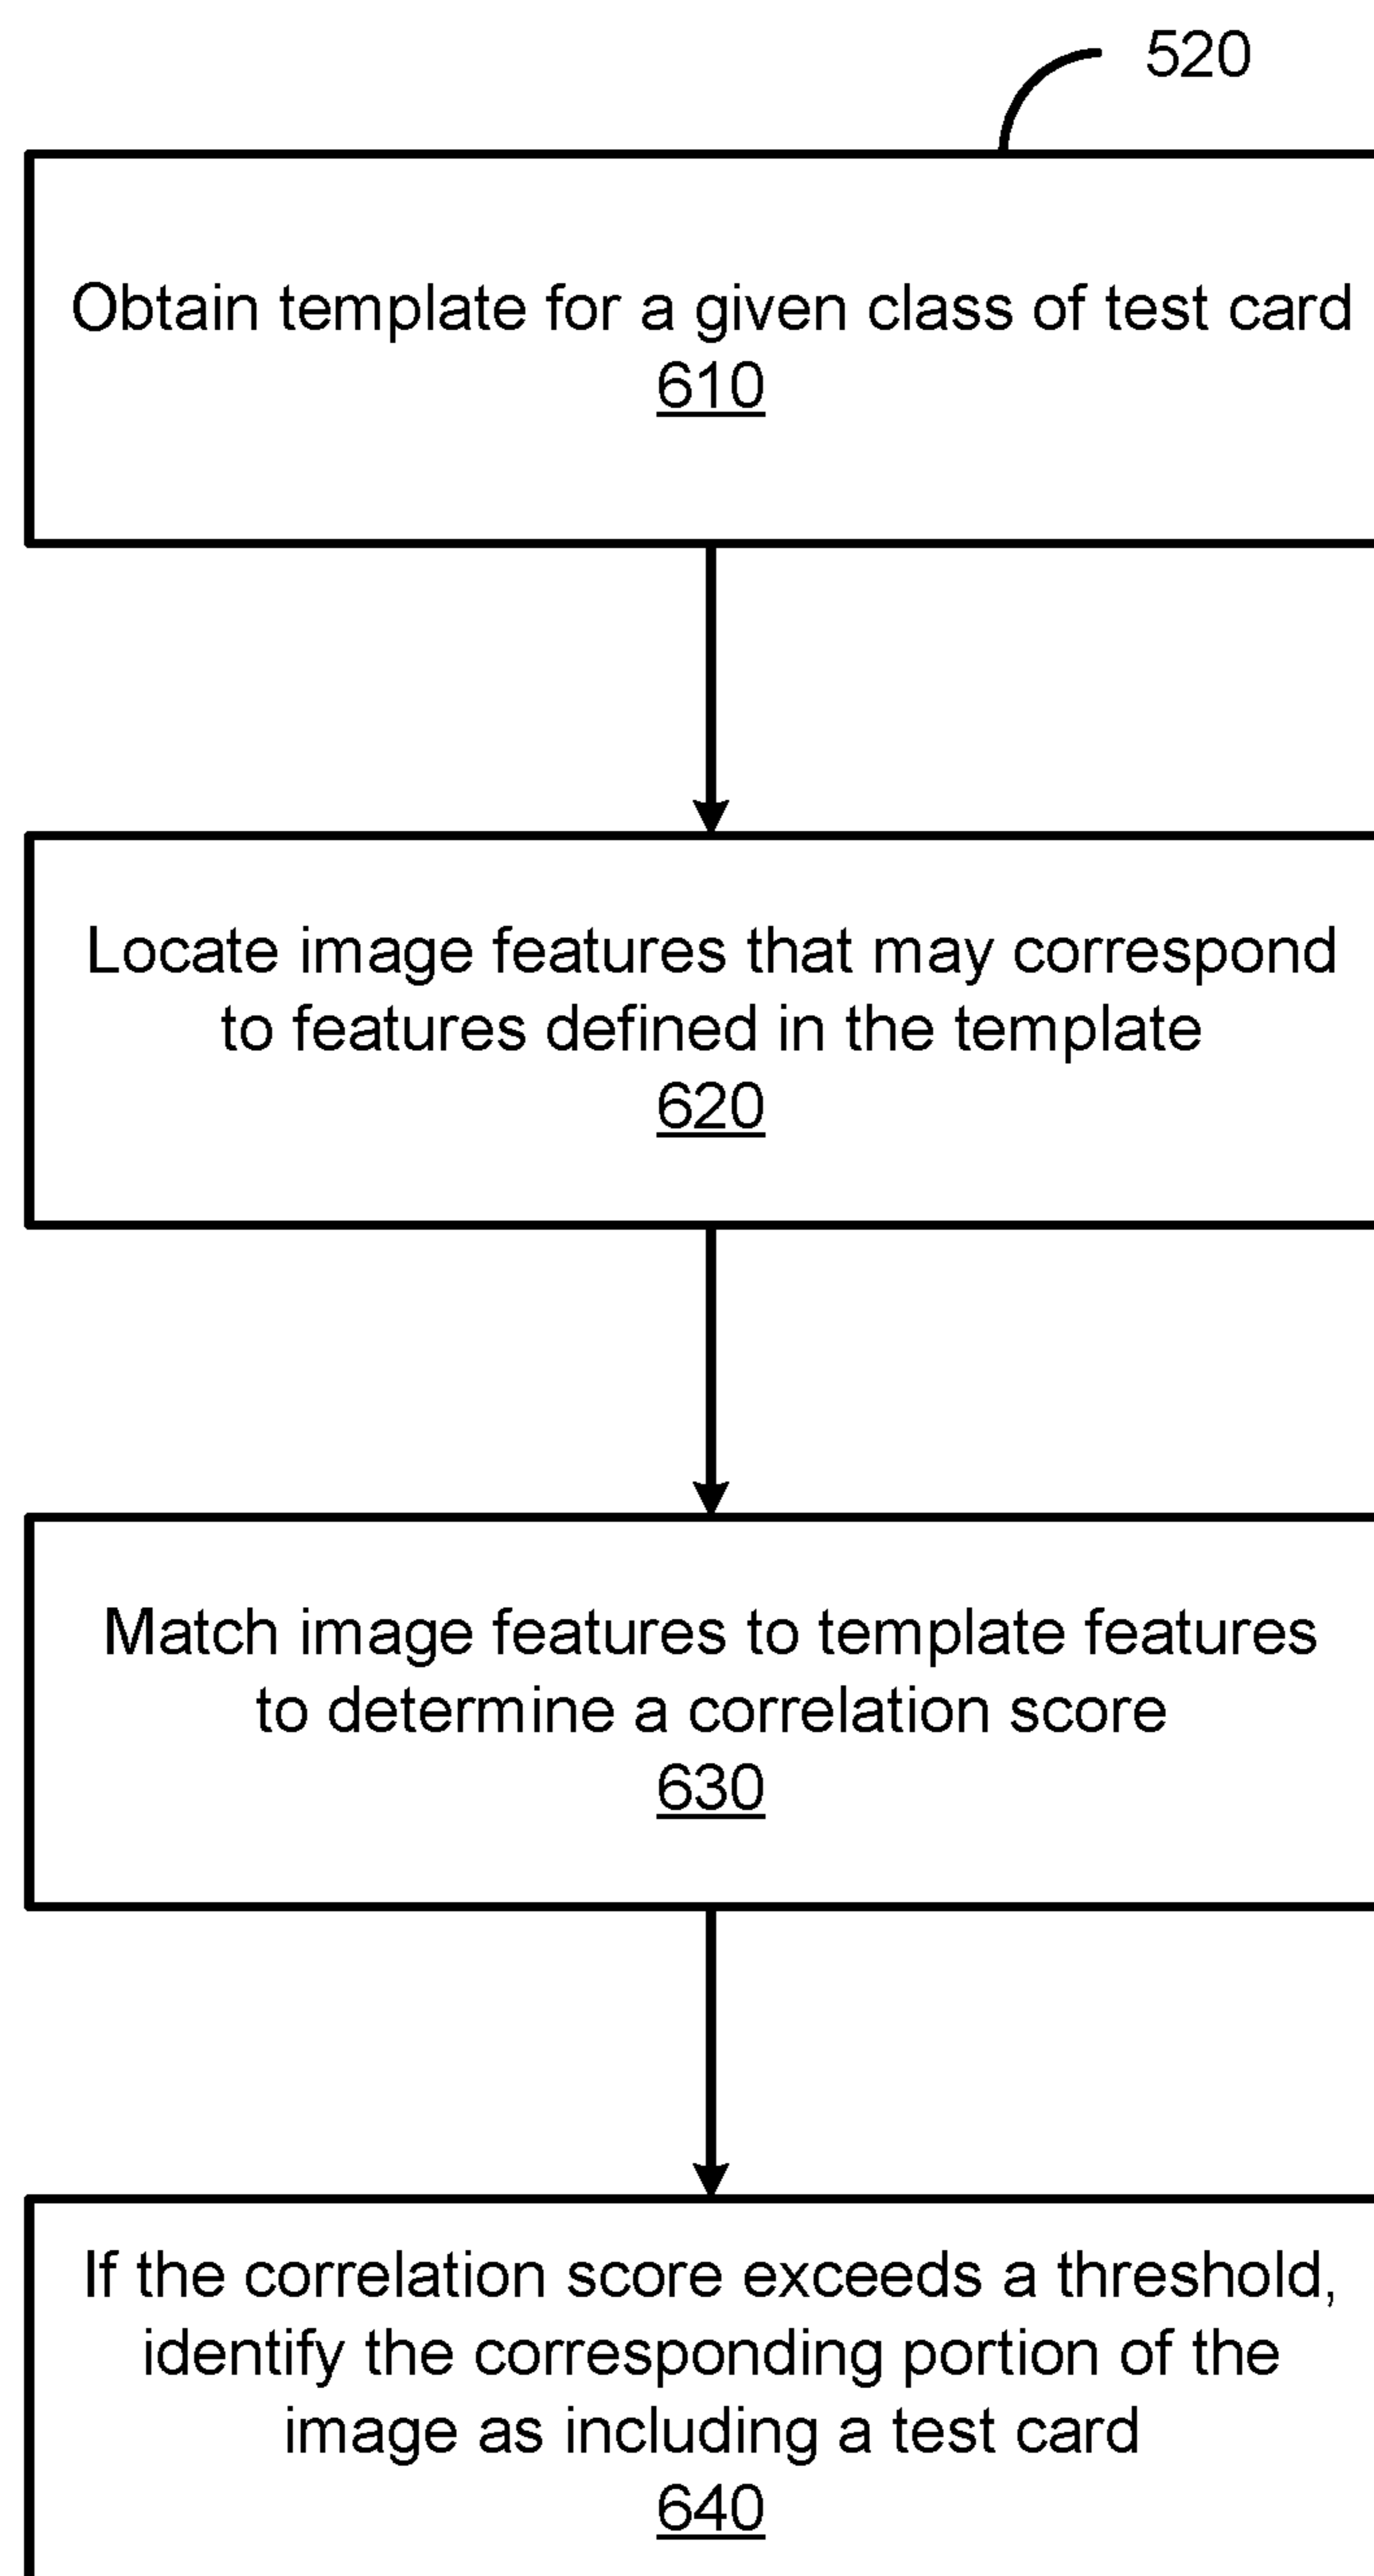 520
Obtain template for a given class of test card
610
Locate image features that may correspond
to features defined in the template
620
Match image features to template features
to determine a correlation score
630
If the correlation score exceeds a threshold,
identify the corresponding portion of the
image as including a test card
640